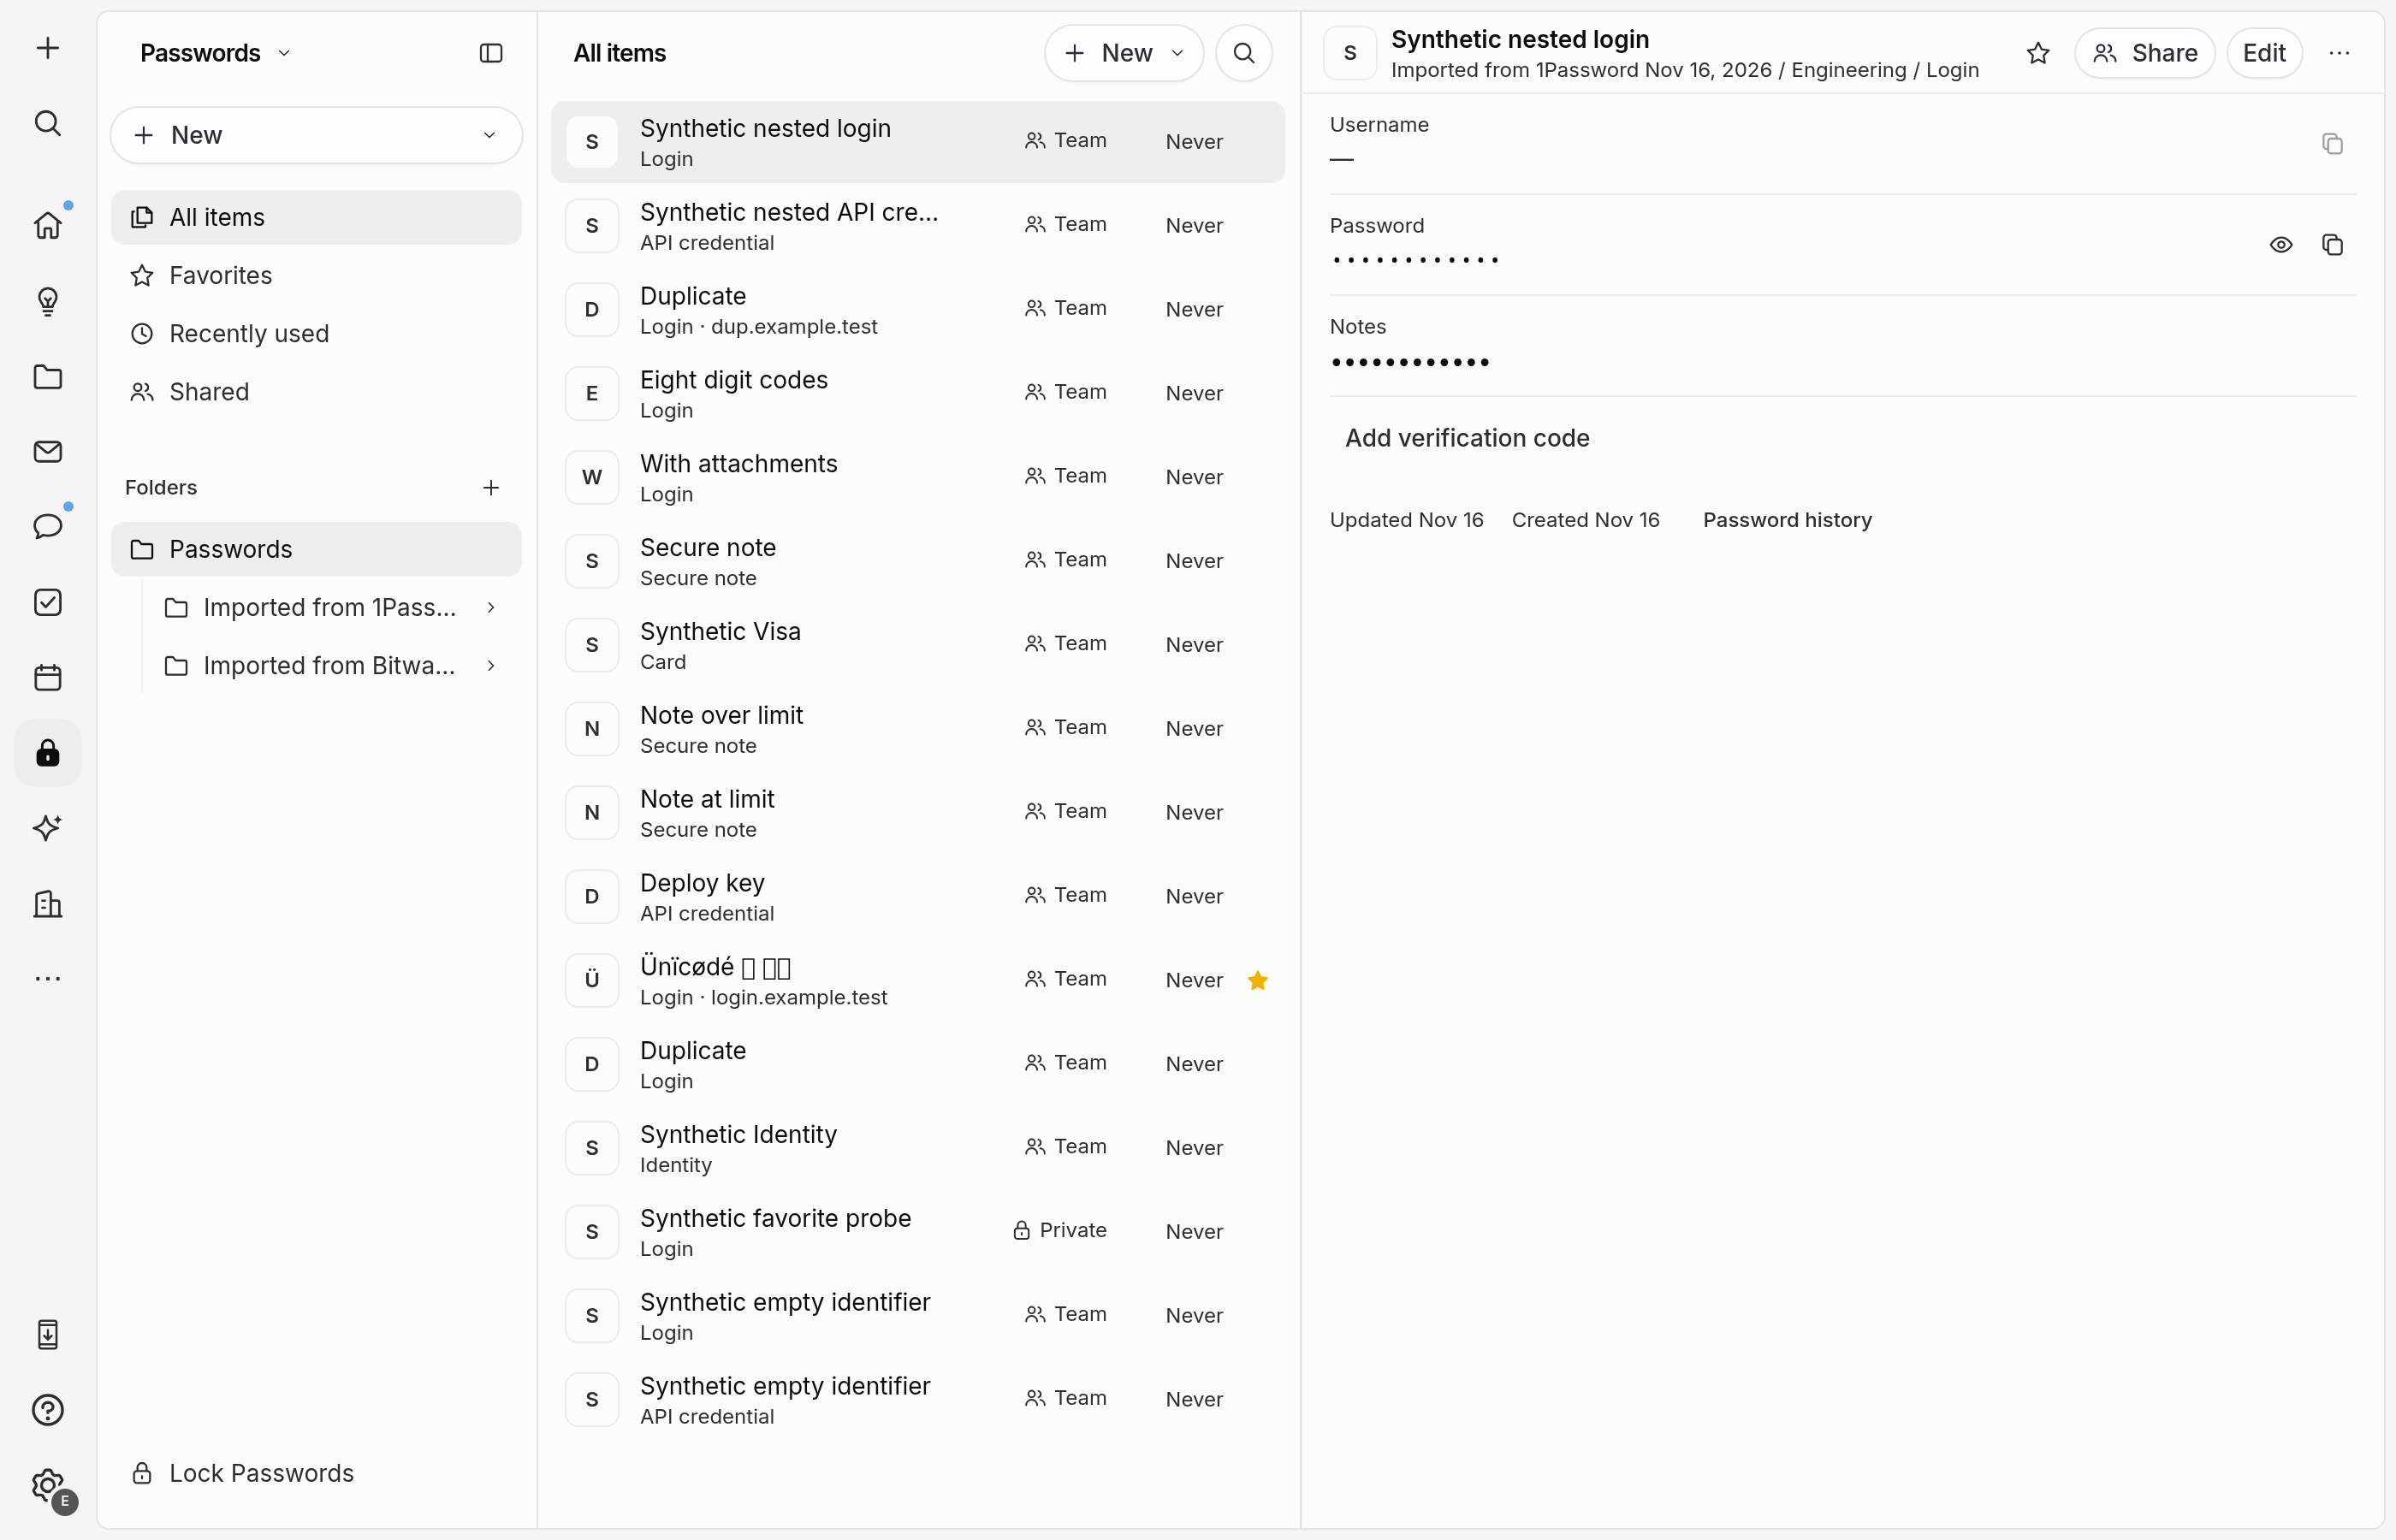 Passwords
New
All items
Favorites
Recently used
Shared
Folders
Passwords
Imported from 1Pass...
Imported from Bitwa...
Lock Passwords
E
All items
New
S
Synthetic nested login
Login
Team
Never
S
Synthetic nested API cre...
API credential
Team
Never
D
Duplicate
Login · dup.example.test
Team
Never
E
Eight digit codes
Login
Team
Never
W
With attachments
Login
Team
Never
S
Secure note
Secure note
Team
Never
S
Synthetic Visa
Card
Team
Never
N
Note over limit
Secure note
Team
Never
N
Note at limit
Secure note
Team
Never
D
Deploy key
API credential
Team
Never
Ü
Ünïcødé
Login · login.example.test
Team
Never
D
Duplicate
Login
Team
Never
S
Synthetic Identity
Identity
Team
Never
S
Synthetic favorite probe
Login
Private
Never
S
Synthetic empty identifier
Login
Team
Never
S
Synthetic empty identifier
API credential
Team
Never
S
Synthetic nested login
Imported from 1Password Nov 16, 2026 / Engineering / Login
Share
Edit
Username
—
Password
••••••••••••
Notes
••••••••••••
Add verification code
Updated Nov 16 Created Nov 16 Password history